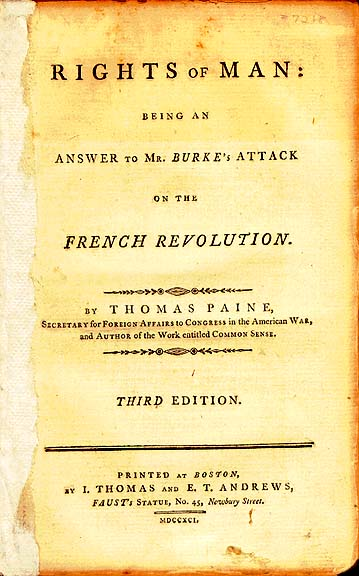 RIGHTS OF MAN:
BEING AN
ANSWER TO MR. BURKE's ATTACK
ON THE
FRENCH REVOLUTION.
BY THOMAS PAINE,
SECRETARY for FOREIGN AFFAIRS to CONGRESS in the AMERICAN WAR,
and AUTHOR of the Work entitled COMMON SENSE.
THIRD EDITION.
PRINTED AT BOSTON,
BY I. THOMAS AND E. T. ANDREWS,
FAUST's STATUE, No. 45, Newbury Street.
MDCCXCI.